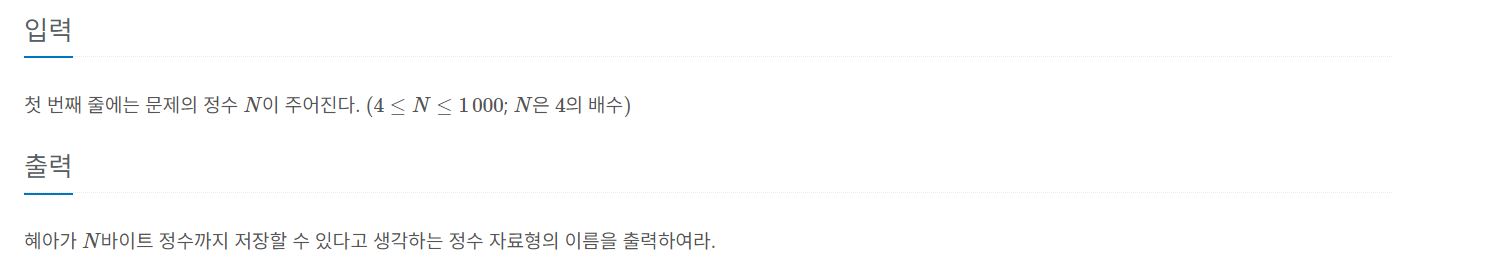 입력
첫 번째 줄에는 문제의 정수 N이 주어진다. (4 ≤ N ≤ 1 000; N은 4의 배수)
출력
혜아가 N바이트 정수까지 저장할 수 있다고 생각하는 정수 자료형의 이름을 출력하여라.